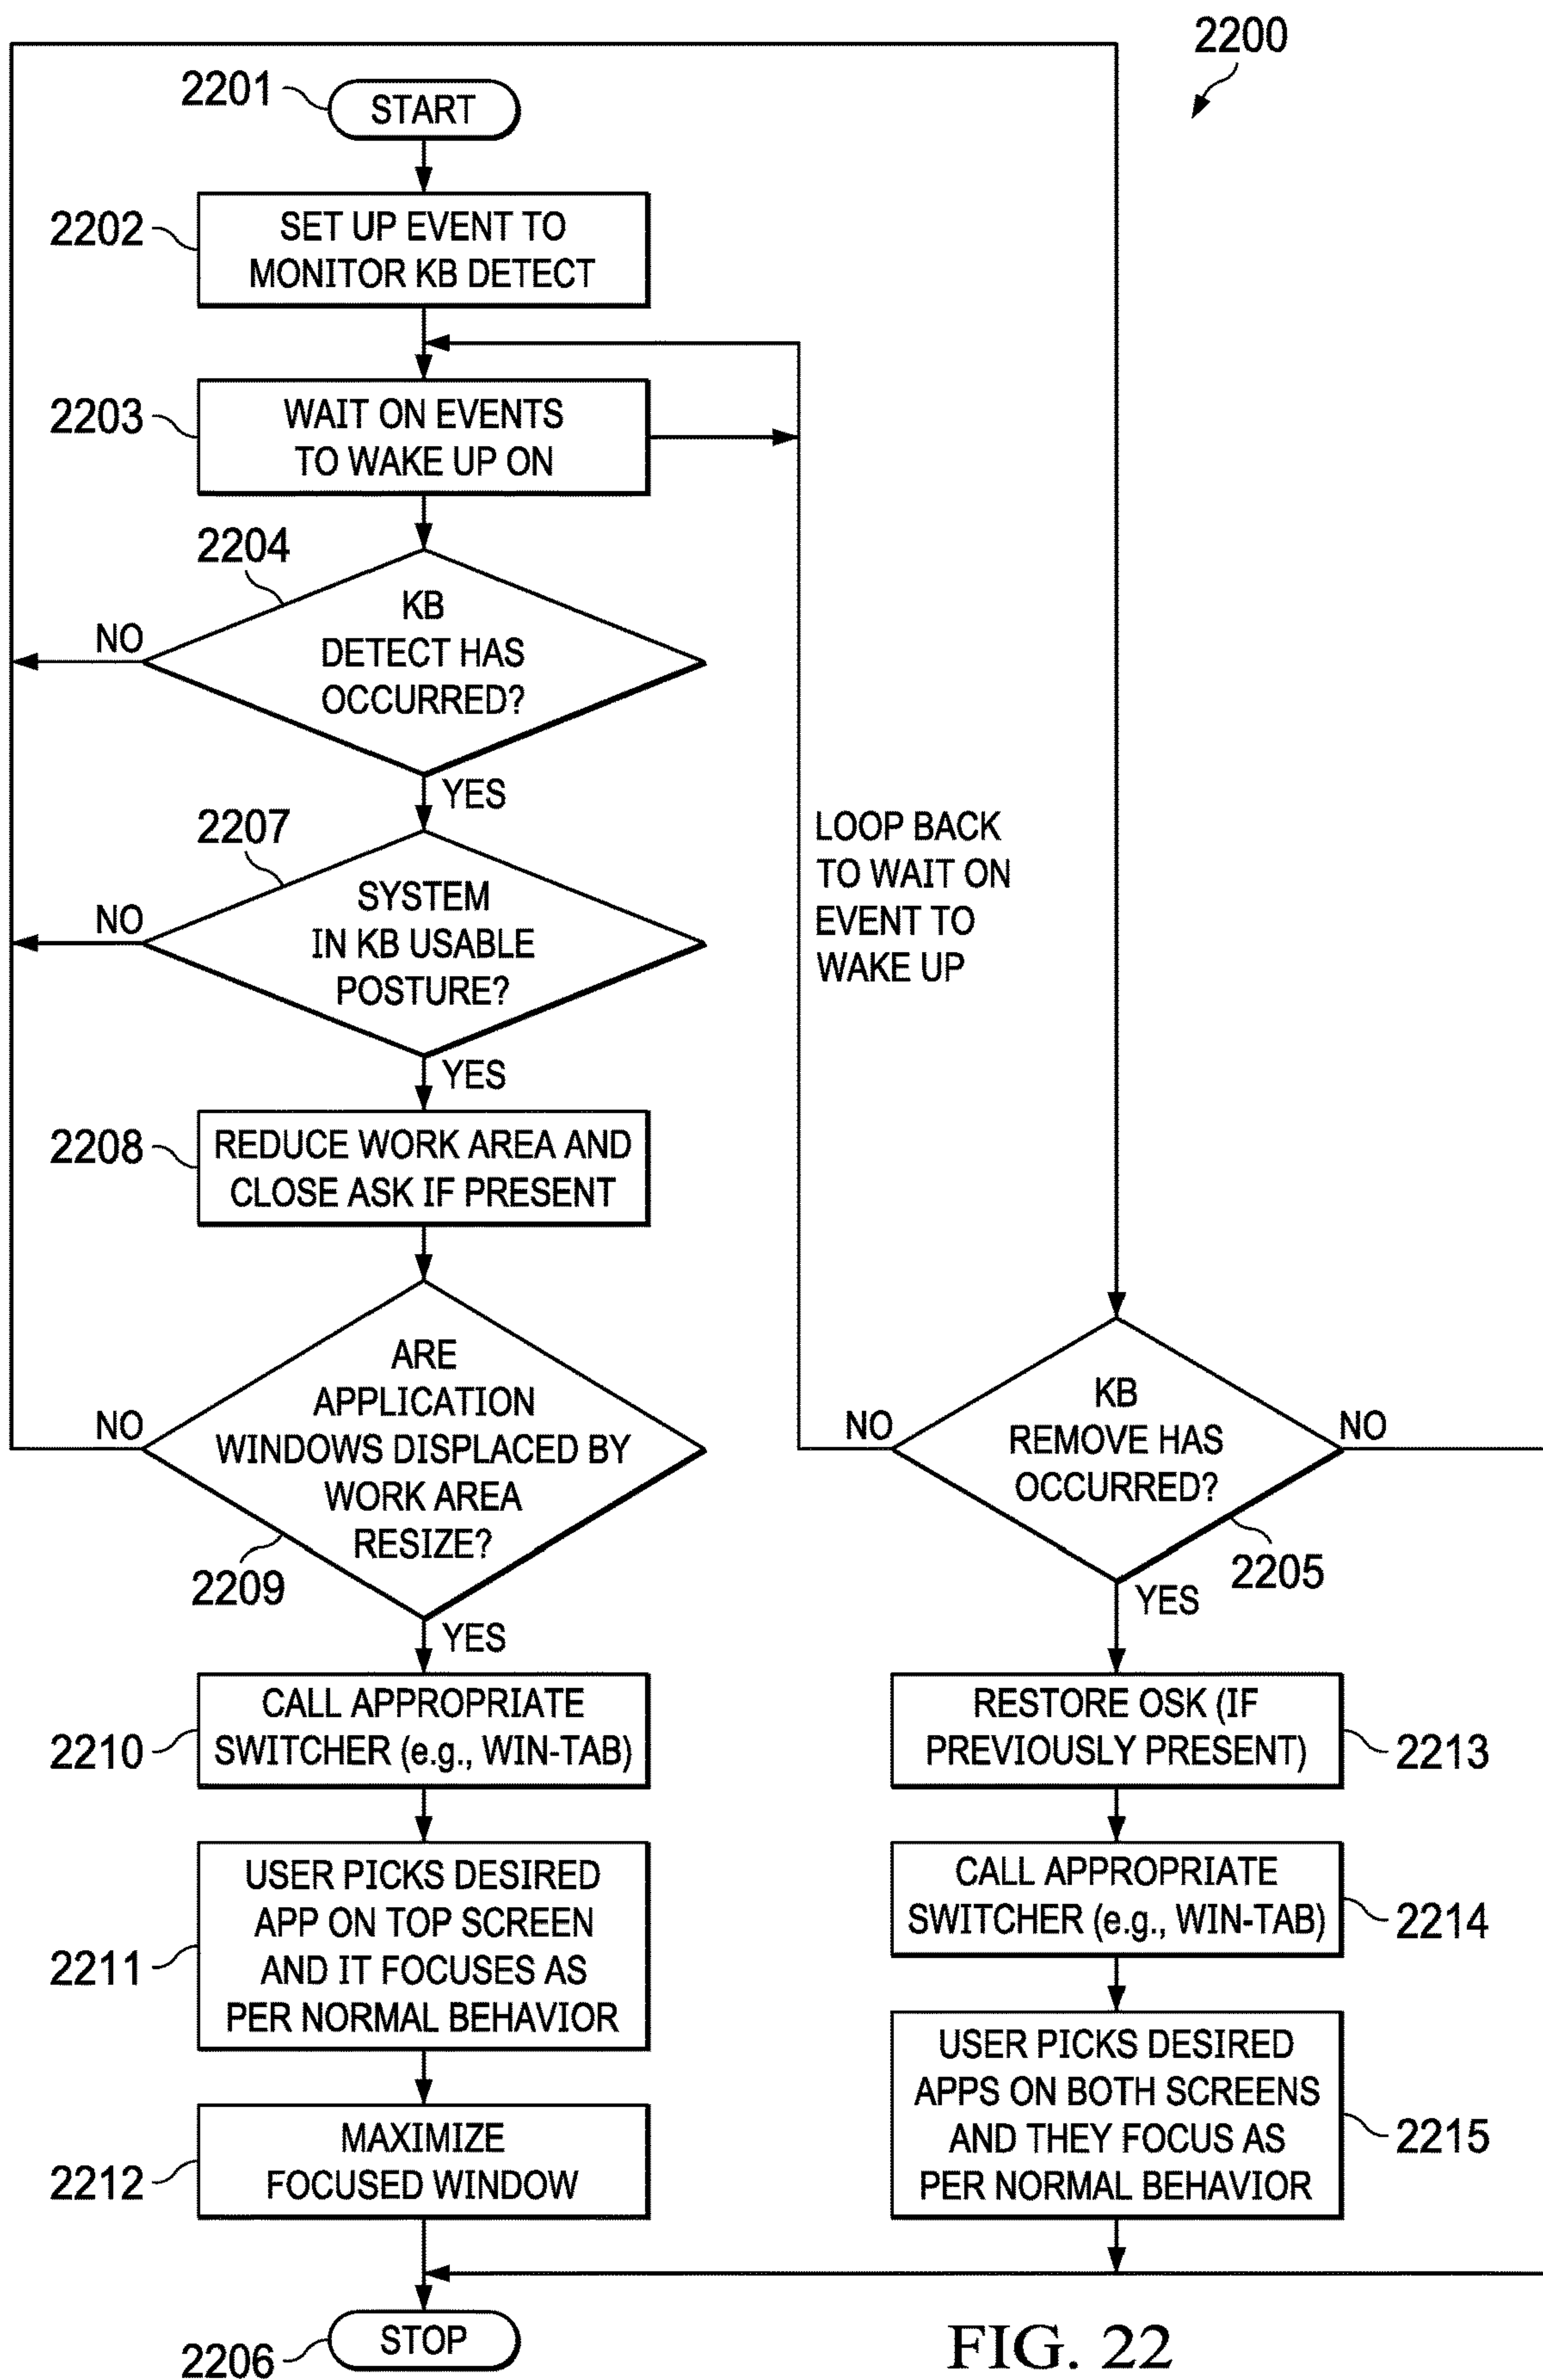 2200
2201
START
2202
SET UP EVENT TO
MONITOR KB DETECT
2203
WAIT ON EVENTS
TO WAKE UP ON
2204
KB
DETECT HAS
OCCURRED?
NO
YES
2207
SYSTEM
IN KB USABLE
POSTURE?
NO
YES
LOOP BACK
TO WAIT ON
EVENT TO
WAKE UP
2208
REDUCE WORK AREA AND
CLOSE ASK IF PRESENT
ARE
APPLICATION
WINDOWS DISPLACED BY
WORK AREA
RESIZE?
NO
2209
YES
2210
CALL APPROPRIATE
SWITCHER (e.g., WIN-TAB)
2211
USER PICKS DESIRED
APP ON TOP SCREEN
AND IT FOCUSES AS
PER NORMAL BEHAVIOR
2212
MAXIMIZE
FOCUSED WINDOW
NO
KB
REMOVE HAS
OCCURRED?
NO
2205
YES
RESTORE OSK (IF
PREVIOUSLY PRESENT)
2213
CALL APPROPRIATE
SWITCHER (e.g., WIN-TAB)
2214
USER PICKS DESIRED
APPS ON BOTH SCREENS
AND THEY FOCUS AS
PER NORMAL BEHAVIOR
2215
2206
STOP
FIG. 22